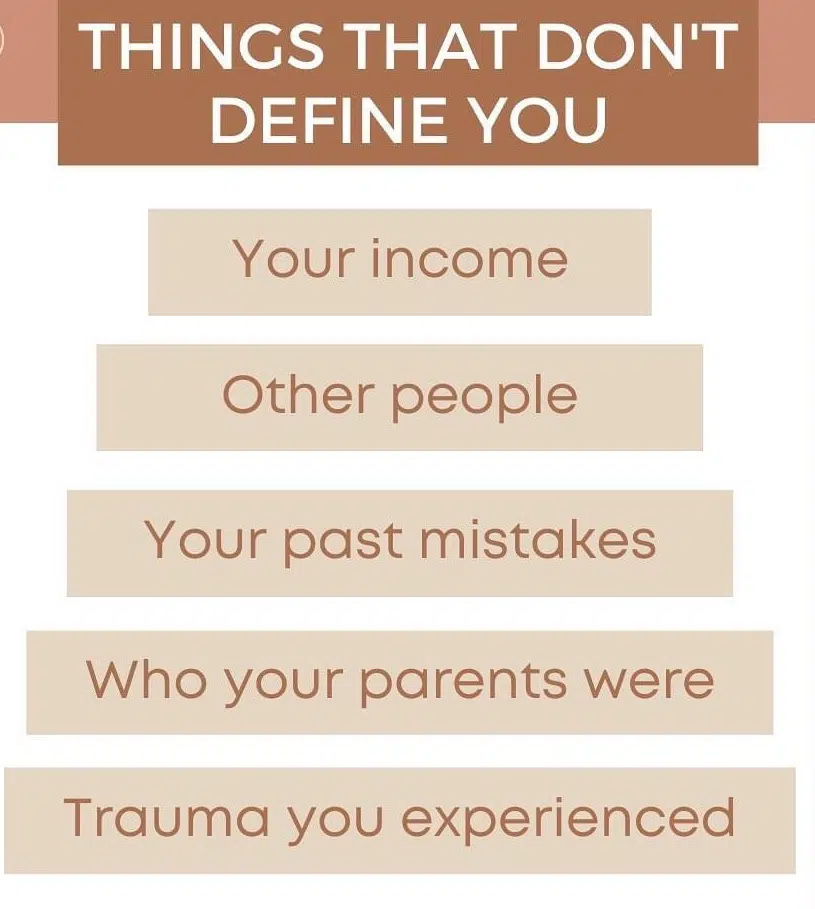 THINGS THAT DON'T
DEFINE YOU
Your income
Other people
Your past mistakes
Who your parents were
Trauma you experienced